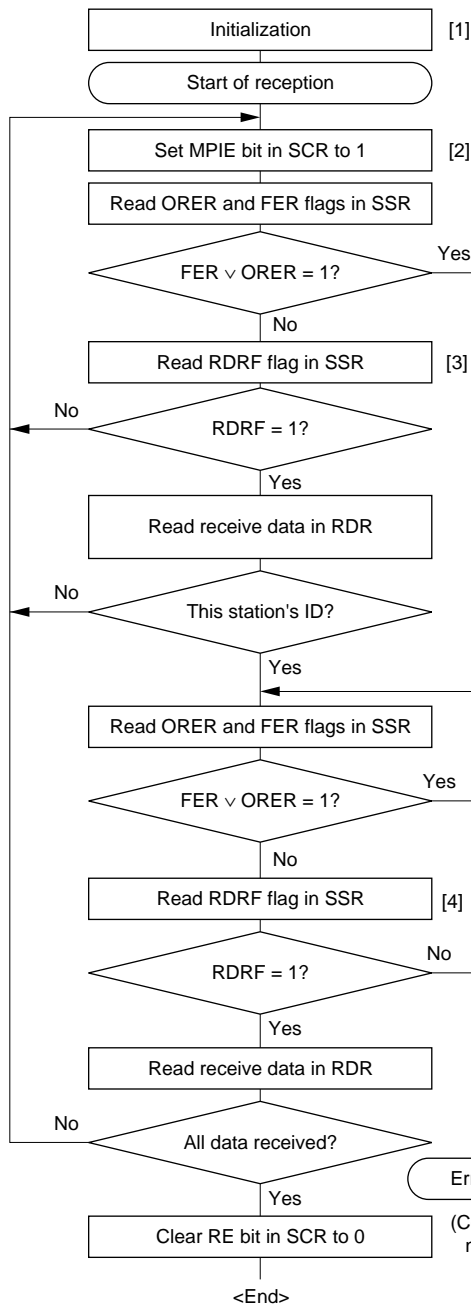 Initialization [1]
Start of reception
Set MPIE bit in SCR to 1 [2]
Read ORER and FER flags in SSR
FER ∨ ORER = 1? Yes
No
Read RDRF flag in SSR [3]
No
RDRF = 1?
Yes
Read receive data in RDR
No
This station's ID?
Yes
Read ORER and FER flags in SSR
Yes
FER ∨ ORER = 1?
No
Read RDRF flag in SSR [4]
No
RDRF = 1?
Yes
Read receive data in RDR
No
All data received?
Yes
Clear RE bit in SCR to 0
<End>